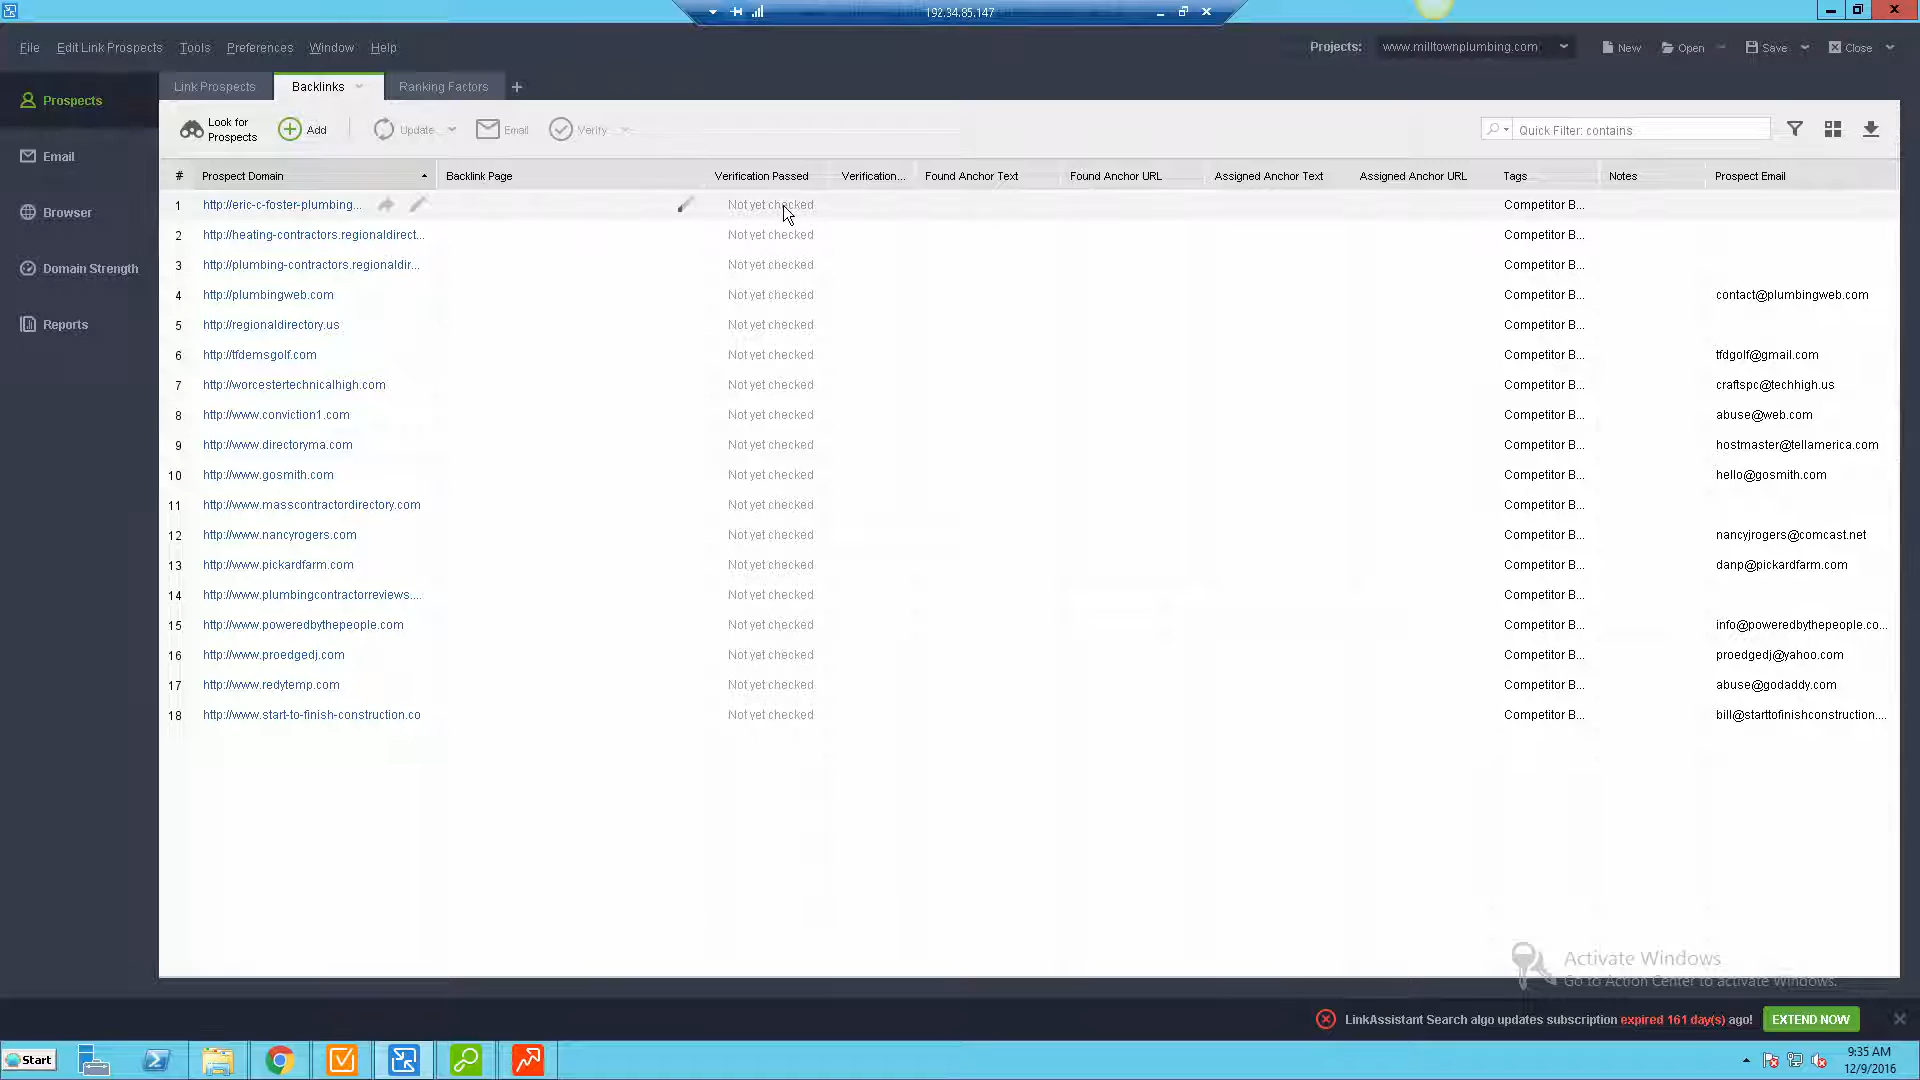 192.34.85.147
File Edit Link Prospects Tools Preferences Window Help
Projects: www.milltownplumbing.com New Open Save Close
Link Prospects Backlinks Ranking Factors +
Prospects
Email
Browser
Domain Strength
Reports
Look for Prospects Add Update Email Verify Quick Filter: contains
# Prospect Domain Backlink Page Verification Passed Verification... Found Anchor Text Found Anchor URL Assigned Anchor Text Assigned Anchor URL Tags Notes Prospect Email
1 http://eric-c-foster-plumbing... Not yet checked Competitor B...
2 http://heating-contractors.regionaldirect... Not yet checked Competitor B...
3 http://plumbing-contractors.regionaldir... Not yet checked Competitor B...
4 http://plumbingweb.com Not yet checked Competitor B... contact@plumbingweb.com
5 http://regionaldirectory.us Not yet checked Competitor B...
6 http://tfdemsgolf.com Not yet checked Competitor B... tfdgolf@gmail.com
7 http://worcestertechnicalhigh.com Not yet checked Competitor B... craftspc@techhigh.us
8 http://www.conviction1.com Not yet checked Competitor B... abuse@web.com
9 http://www.directoryma.com Not yet checked Competitor B... hostmaster@tellamerica.com
10 http://www.gosmith.com Not yet checked Competitor B... hello@gosmith.com
11 http://www.masscontractordirectory.com Not yet checked Competitor B...
12 http://www.nancyrogers.com Not yet checked Competitor B... nancyjrogers@comcast.net
13 http://www.pickardfarm.com Not yet checked Competitor B... danp@pickardfarm.com
14 http://www.plumbingcontractorreviews.... Not yet checked Competitor B...
15 http://www.poweredbythepeople.com Not yet checked Competitor B... info@poweredbythepeople.co...
16 http://www.proedgedj.com Not yet checked Competitor B... proedgedj@yahoo.com
17 http://www.redytemp.com Not yet checked Competitor B... abuse@godaddy.com
18 http://www.start-to-finish-construction.co Not yet checked Competitor B... bill@starttofinishconstruction....
Activate Windows
Go to Action Center to activate Windows.
LinkAssistant Search algo updates subscription expired 161 day(s) ago! EXTEND NOW
Start
9:35 AM
12/9/2016